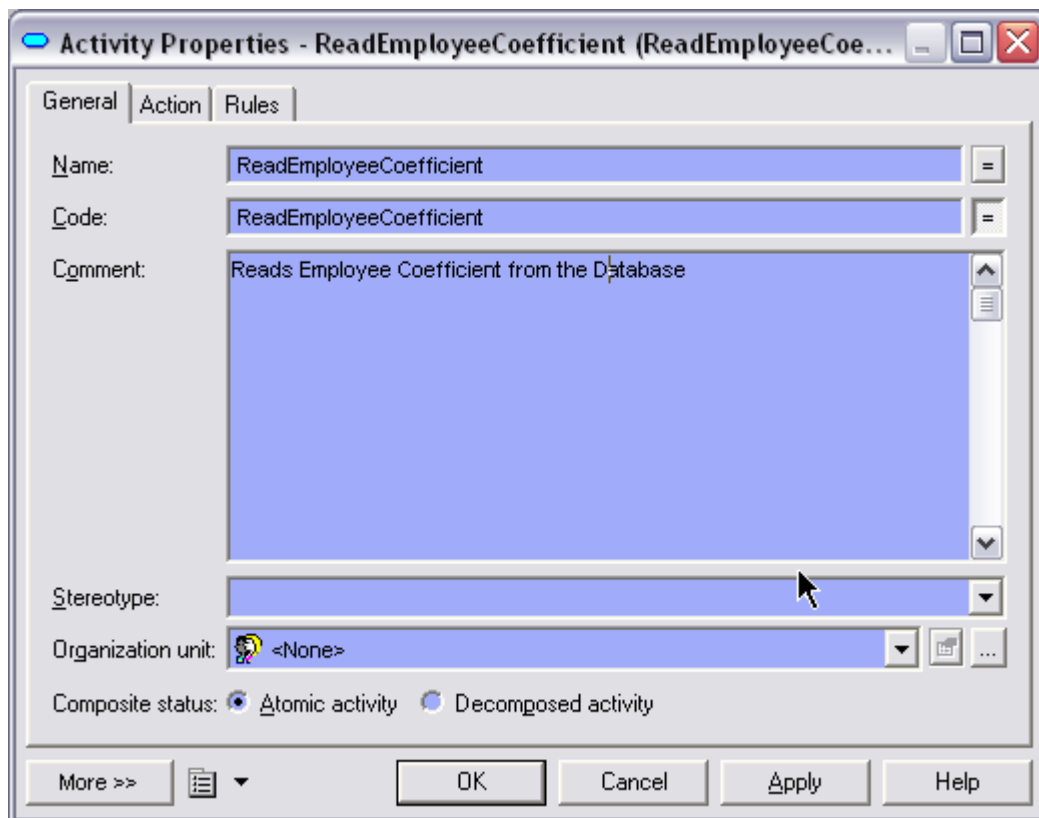 Activity Properties - ReadEmployeeCoefficient (ReadEmployeeCoe...
General Action Rules
Name: ReadEmployeeCoefficient =
Code: ReadEmployeeCoefficient =
Comment: Reads Employee Coefficient from the Database
Stereotype:
Organization unit: <None> ...
Composite status: Atomic activity Decomposed activity
More >> OK Cancel Apply Help